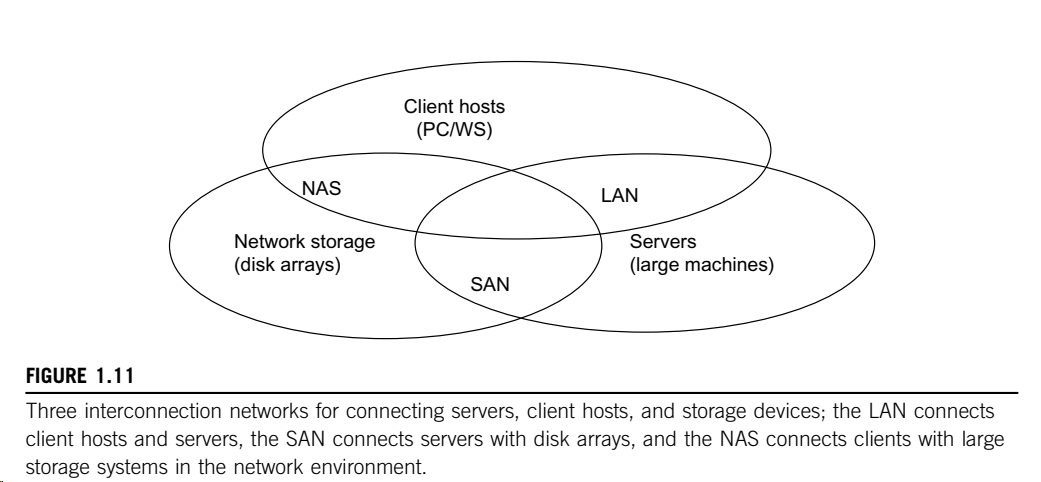 Client hosts
(PC/WS)
NAS
LAN
Network storage
(disk arrays)
Servers
(large machines)
SAN
FIGURE 1.11
Three interconnection networks for connecting servers, client hosts, and storage devices; the LAN connects
client hosts and servers, the SAN connects servers with disk arrays, and the NAS connects clients with large
storage systems in the network environment.